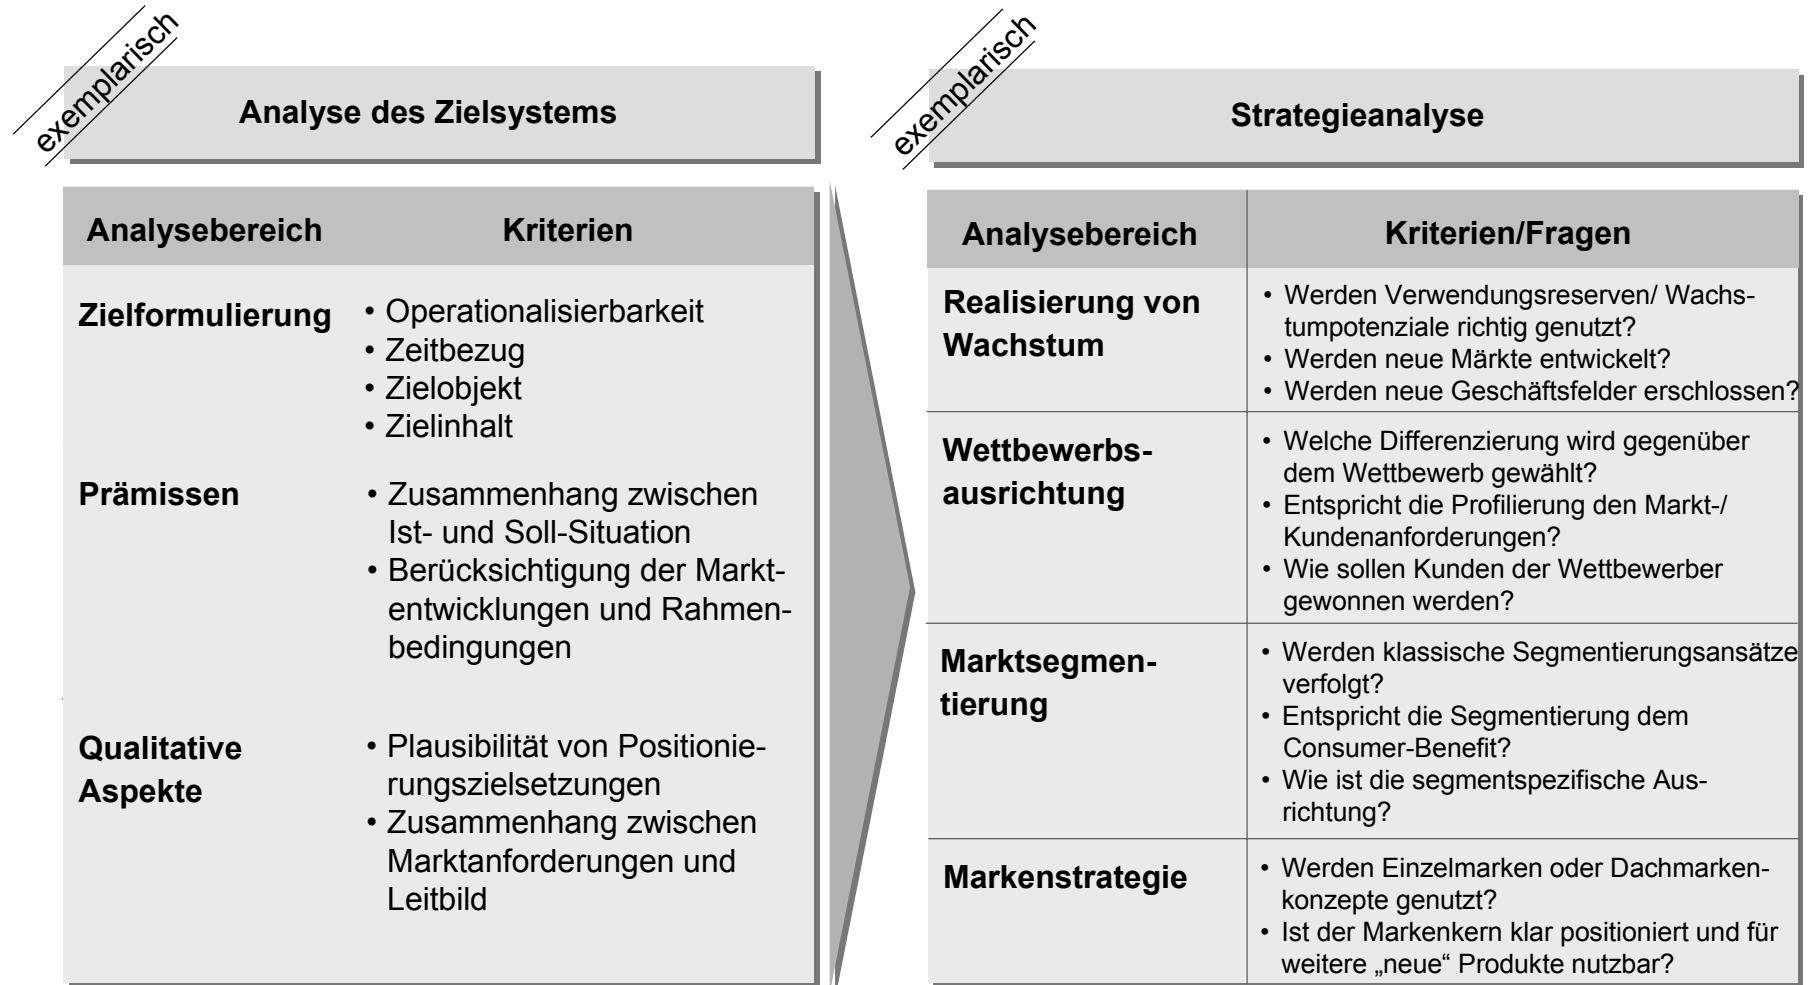 exemplarisch
Analyse des Zielsystems
Analysebereich
Kriterien
Zielformulierung
• Operationalisierbarkeit
• Zeitbezug
• Zielobjekt
• Zielinhalt
Prämissen
• Zusammenhang zwischen
Ist- und Soll-Situation
• Berücksichtigung der Markt-
entwicklungen und Rahmen-
bedingungen
Qualitative
Aspekte
• Plausibilität von Positionie-
rungszielsetzungen
• Zusammenhang zwischen
Marktanforderungen und
Leitbild
exemplarisch
Strategieanalyse
Analysebereich
Kriterien/Fragen
Realisierung von
Wachstum
• Werden Verwendungsreserven/ Wachs-
tumpotenziale richtig genutzt?
• Werden neue Märkte entwickelt?
• Werden neue Geschäftsfelder erschlossen?
Wettbewerbs-
ausrichtung
• Welche Differenzierung wird gegenüber
dem Wettbewerb gewählt?
• Entspricht die Profilierung den Markt-/
Kundenanforderungen?
• Wie sollen Kunden der Wettbewerber
gewonnen werden?
Marktsegmen-
tierung
• Werden klassische Segmentierungsansätze
verfolgt?
• Entspricht die Segmentierung dem
Consumer-Benefit?
• Wie ist die segmentspezifische Aus-
richtung?
Markenstrategie
• Werden Einzelmarken oder Dachmarken-
konzepte genutzt?
• Ist der Markenkern klar positioniert und für
weitere „neue“ Produkte nutzbar?